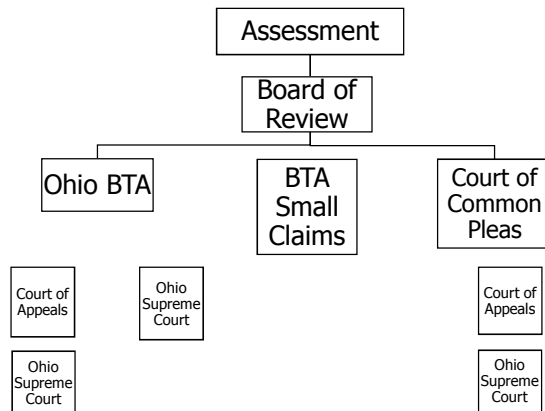 Assessment
Board of
Review
Ohio BTA
BTA
Small
Claims
Court of
Common
Pleas
Court of
Appeals
Ohio
Supreme
Court
Court of
Appeals
Ohio
Supreme
Court
Ohio
Supreme
Court